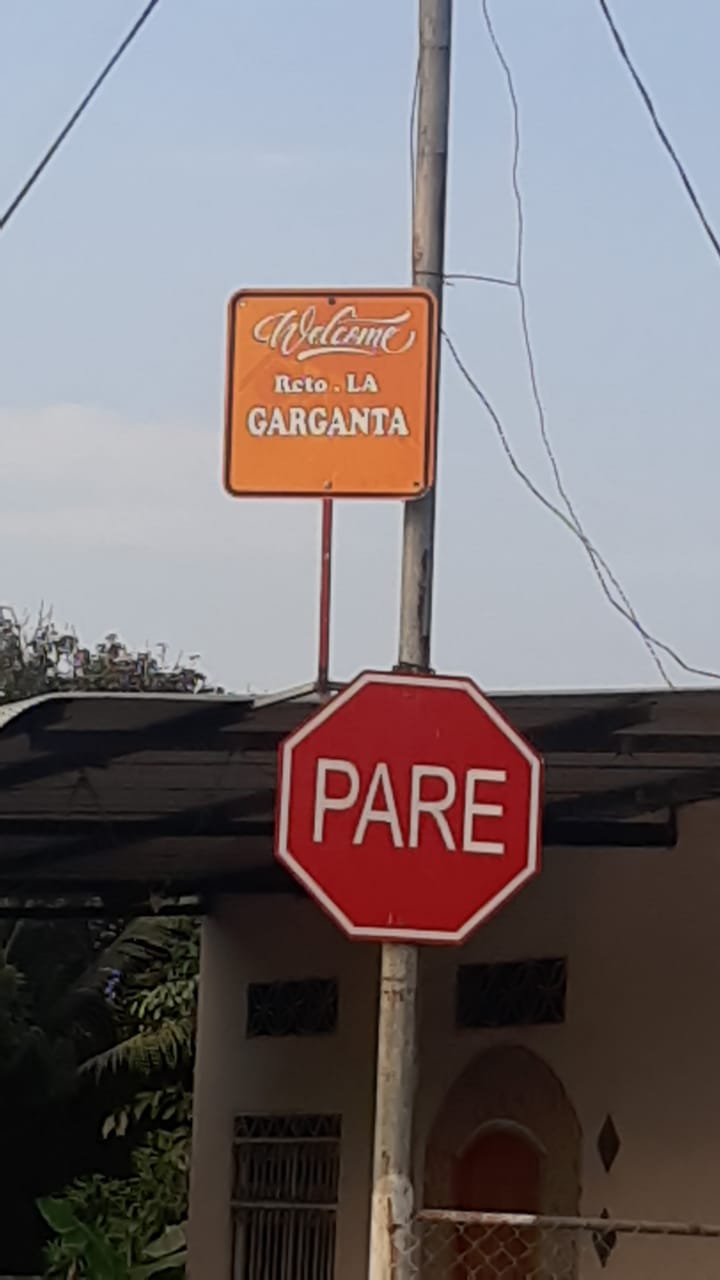 Welcome
Rcto . LA
GARGANTA
PARE